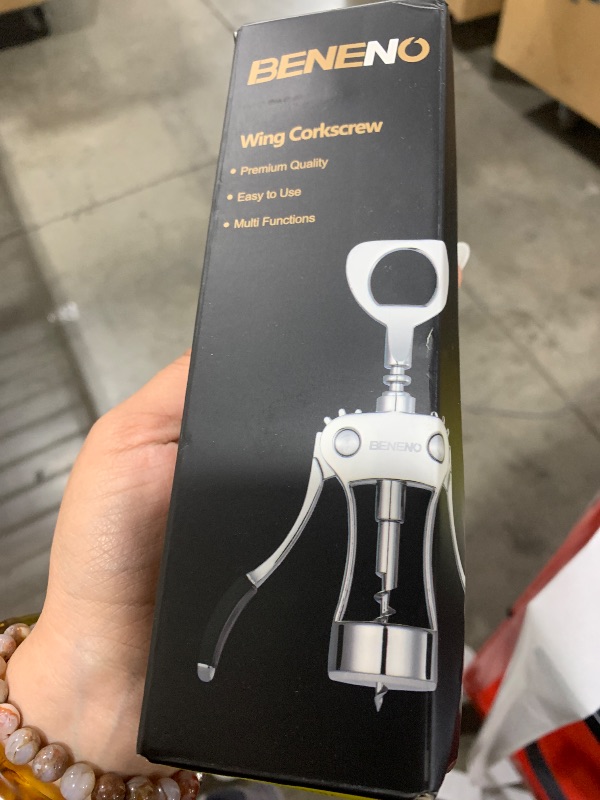 BENENO
Wing Corkscrew
• Premium Quality
• Easy to Use
• Multi Functions
BENENO